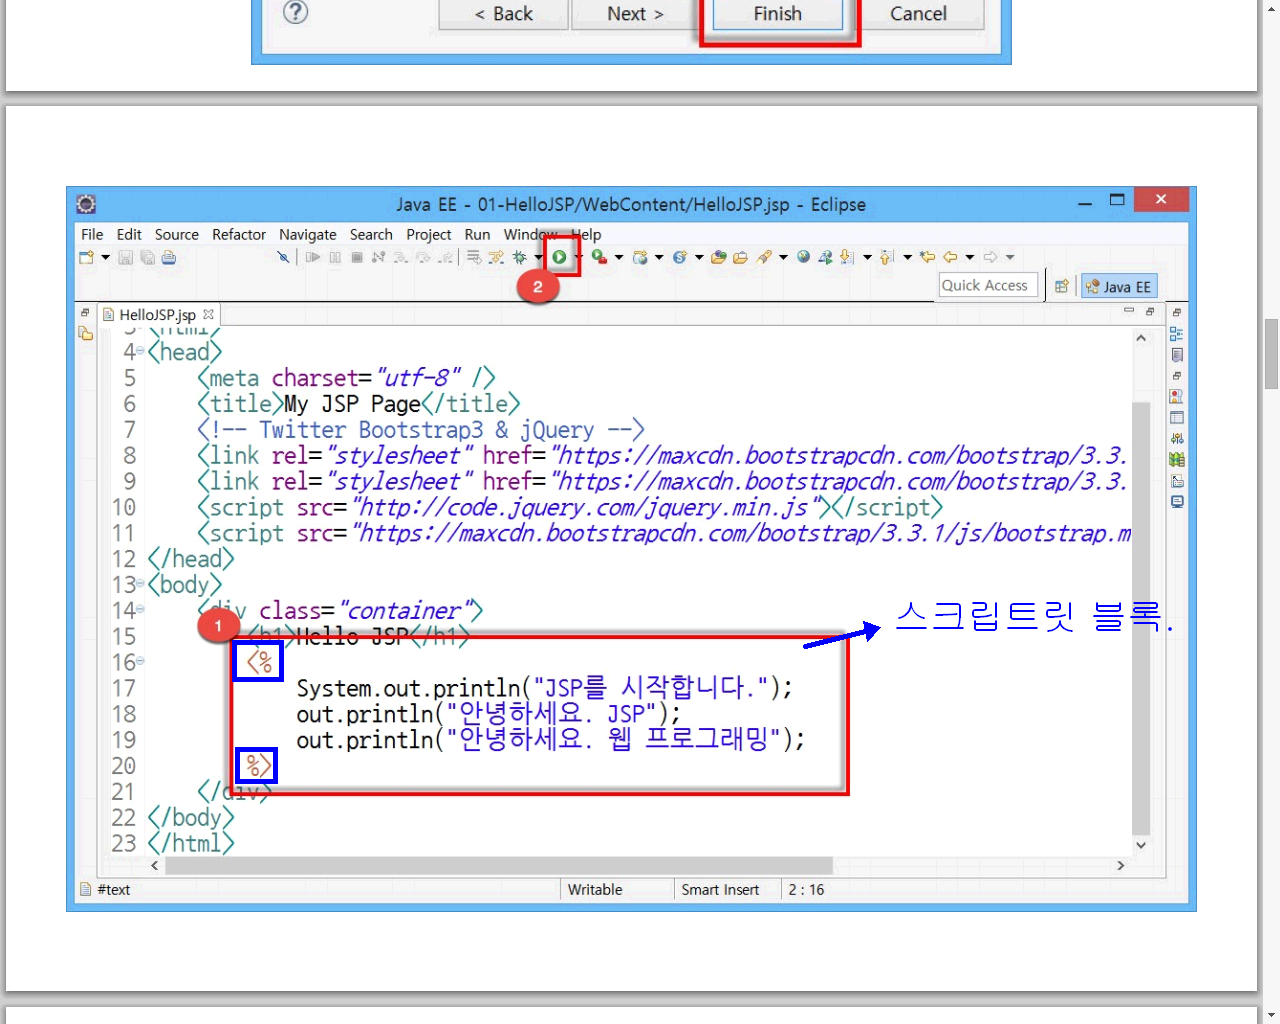 < Back Next > Finish Cancel
Java EE - 01-HelloJSP/WebContent/HelloJSP.jsp - Eclipse
File Edit Source Refactor Navigate Search Project Run Window Help
2
Quick Access Java EE
HelloJSP.jsp
3 <html>
4 <head>
5 <meta charset="utf-8" />
6 <title>My JSP Page</title>
7 <!-- Twitter Bootstrap3 & jQuery -->
8 <link rel="stylesheet" href="https://maxcdn.bootstrapcdn.com/bootstrap/3.3.
9 <link rel="stylesheet" href="https://maxcdn.bootstrapcdn.com/bootstrap/3.3.
10 <script src="http://code.jquery.com/jquery.min.js"></script>
11 <script src="https://maxcdn.bootstrapcdn.com/bootstrap/3.3.1/js/bootstrap.m
12 </head>
13 <body>
14 <div class="container">
1
스크립트릿 블록.
15 <h1>Hello JSP</h1>
16 <%
17 System.out.println("JSP를 시작합니다.");
18 out.println("안녕하세요. JSP");
19 out.println("안녕하세요. 웹 프로그래밍");
20 %>
21 </div>
22 </body>
23 </html>
#text Writable Smart Insert 2 : 16